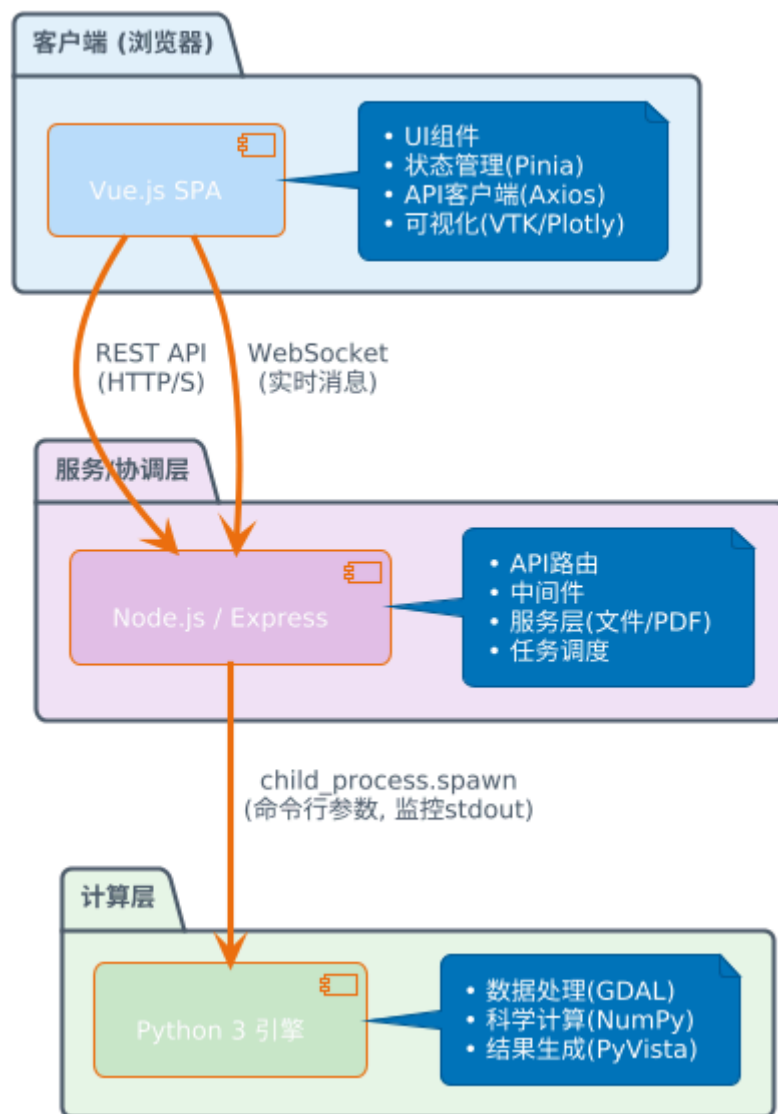 客户端 (浏览器)
Vue.js SPA
• UI组件
• 状态管理(Pinia)
• API客户端(Axios)
• 可视化(VTK/Plotly)
REST API
(HTTP/S)
WebSocket
(实时消息)
服务/协调层
Node.js / Express
• API路由
• 中间件
• 服务层(文件/PDF)
• 任务调度
child_process.spawn
(命令行参数, 监控stdout)
计算层
Python 3 引擎
• 数据处理(GDAL)
• 科学计算(NumPy)
• 结果生成(PyVista)